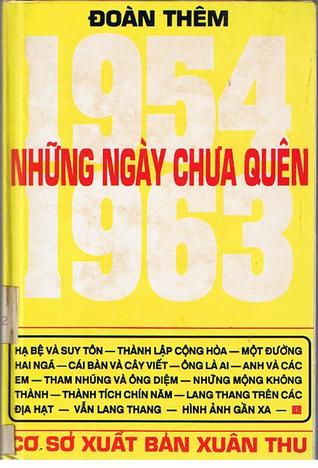 ĐOÀN THÊM
1954
NHỮNG NGÀY CHƯA QUÊN
1963
HẠ BỆ VÀ SUY TÔN — THÀNH LẬP CỘNG HÒA — MỘT ĐƯỜNG
HAI NGÃ — CÁI BÀN VÀ CÂY VIẾT — ÔNG LÀ AI — ANH VÀ CÁC
EM — THAM NHŨNG VÀ ÔNG DIỆM — NHỮNG MỘNG KHÔNG
THÀNH — THÀNH TÍCH CHÍN NĂM — LANG THANG TRÊN CÁC
ĐỊA HẠT — VẪN LANG THANG — HÌNH ẢNH GẦN XA —
CƠ SỞ XUẤT BẢN XUÂN THU